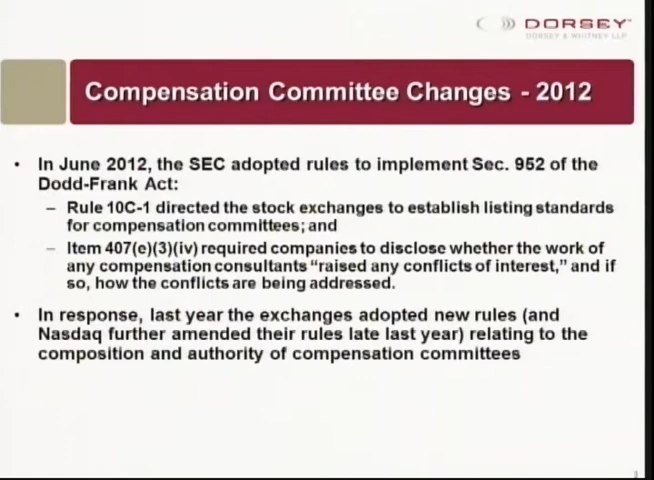 DORSEY
DORSEY & WHITNEY LLP
Compensation Committee Changes - 2012
• In June 2012, the SEC adopted rules to implement Sec. 952 of the
Dodd-Frank Act:
– Rule 10C-1 directed the stock exchanges to establish listing standards
for compensation committees; and
– Item 407(e)(3)(iv) required companies to disclose whether the work of
any compensation consultants “raised any conflicts of interest,” and if
so, how the conflicts are being addressed.
• In response, last year the exchanges adopted new rules (and
Nasdaq further amended their rules late last year) relating to the
composition and authority of compensation committees
3